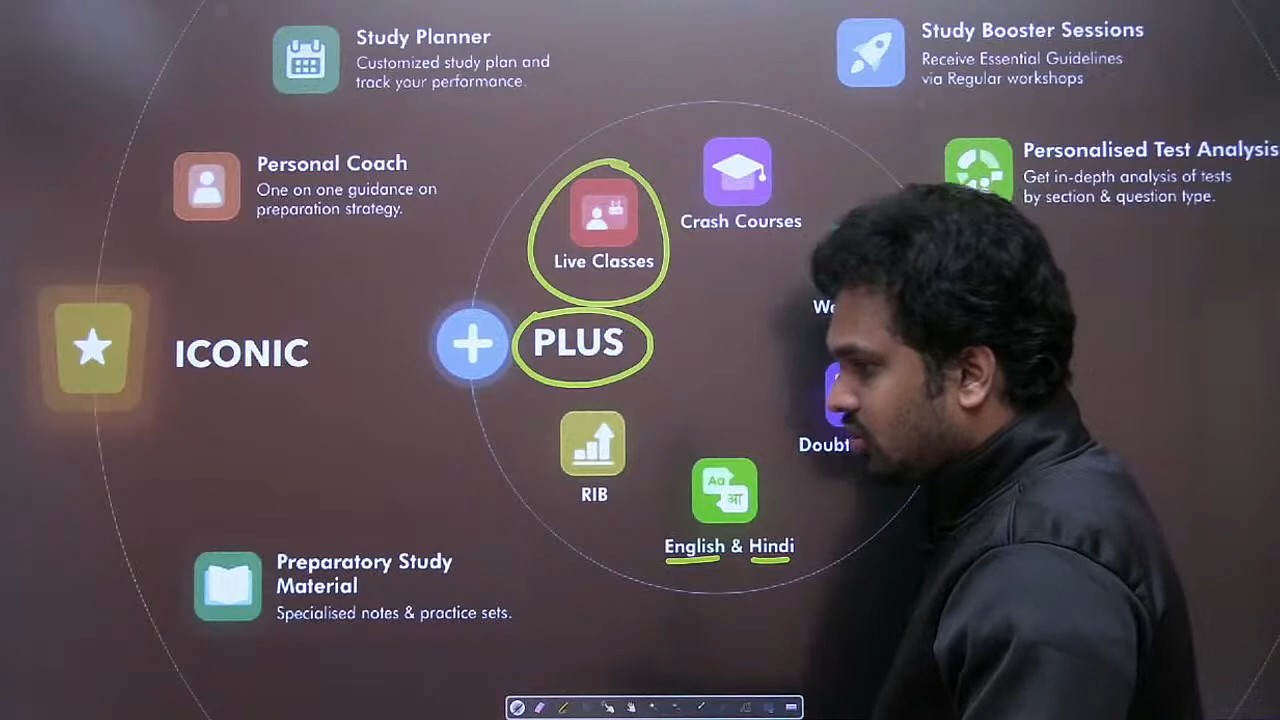 Study Planner
Customized study plan and
track your performance.
Study Booster Sessions
Receive Essential Guidelines
via Regular workshops
Personal Coach
One on one guidance on
preparation strategy.
Personalised Test Analysis
Get in-depth analysis of tests
by section & question type.
Live Classes
Crash Courses
ICONIC
PLUS
RIB
Aa
आ
English & Hindi
Preparatory Study
Material
Specialised notes & practice sets.